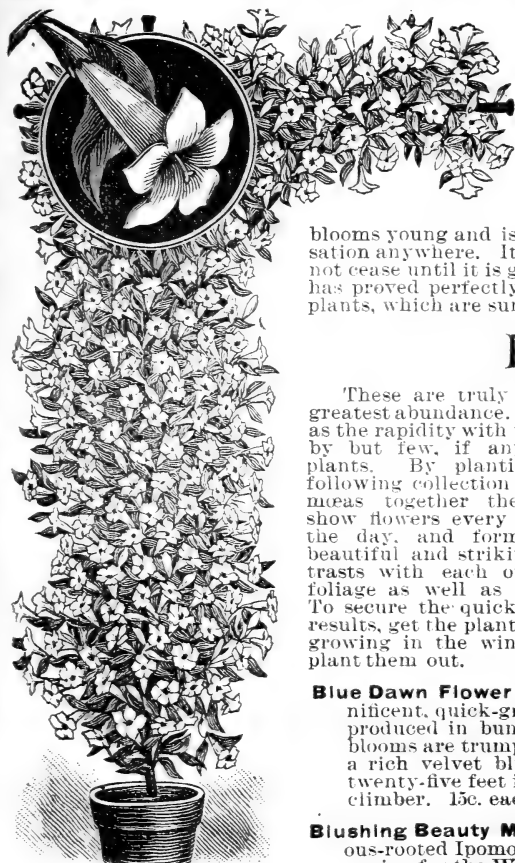 blooms young and is
sation anywhere. It
not cease until it is g
has proved perfectly
plants, which are sur
These are truly
greatest abundance.
as the rapidity with
by but few, if an
plants. By planti
following collection
mœas together the
show flowers every
the day, and form
beautiful and striki
trasts with each o
foliage as well as
To secure the quick
results, get the plant
growing in the win
plant them out.
Blue Dawn Flower
nificent, quick-gr
produced in bun
blooms are trump
a rich velvet bl
twenty-five feet i
climber. 15c. eac
Blushing Beauty M
ous-rooted Ipomo